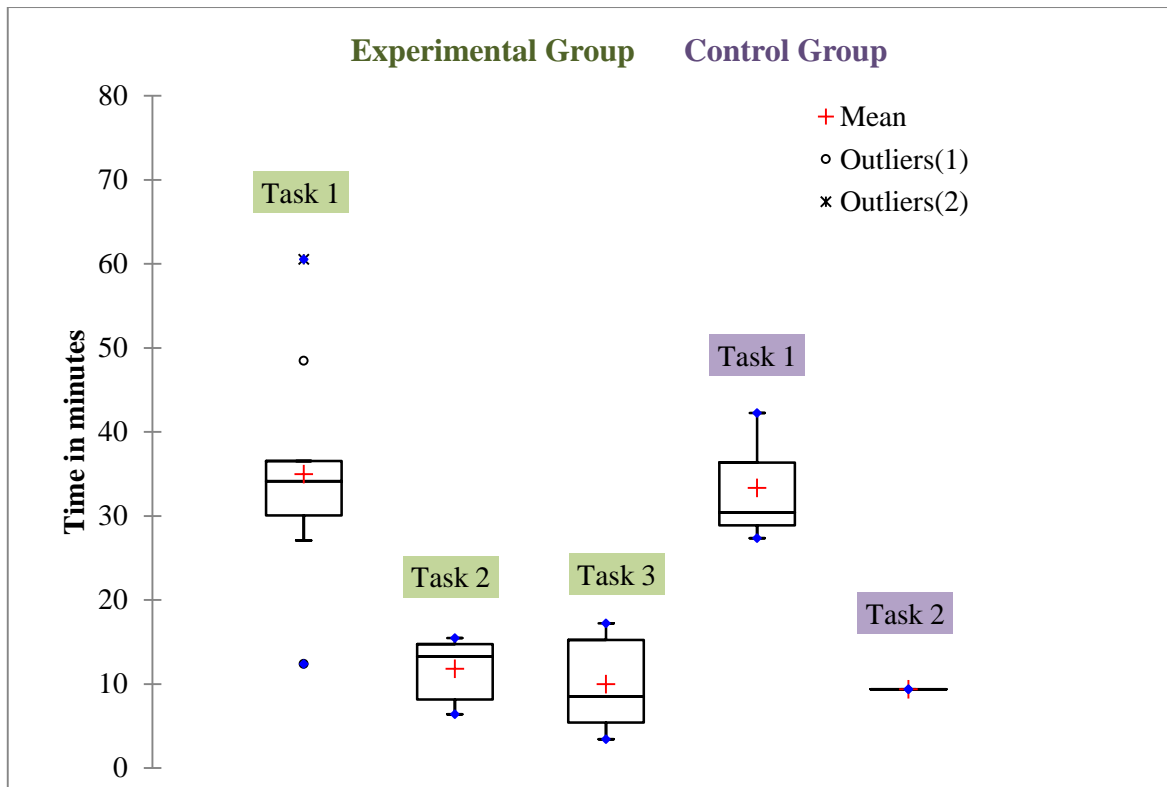 Experimental Group Control Group
80
70
60
50
40
30
20
10
0
Time in minutes
Mean
Outliers(1)
Outliers(2)
Task 1
Task 2
Task 3
Task 1
Task 2